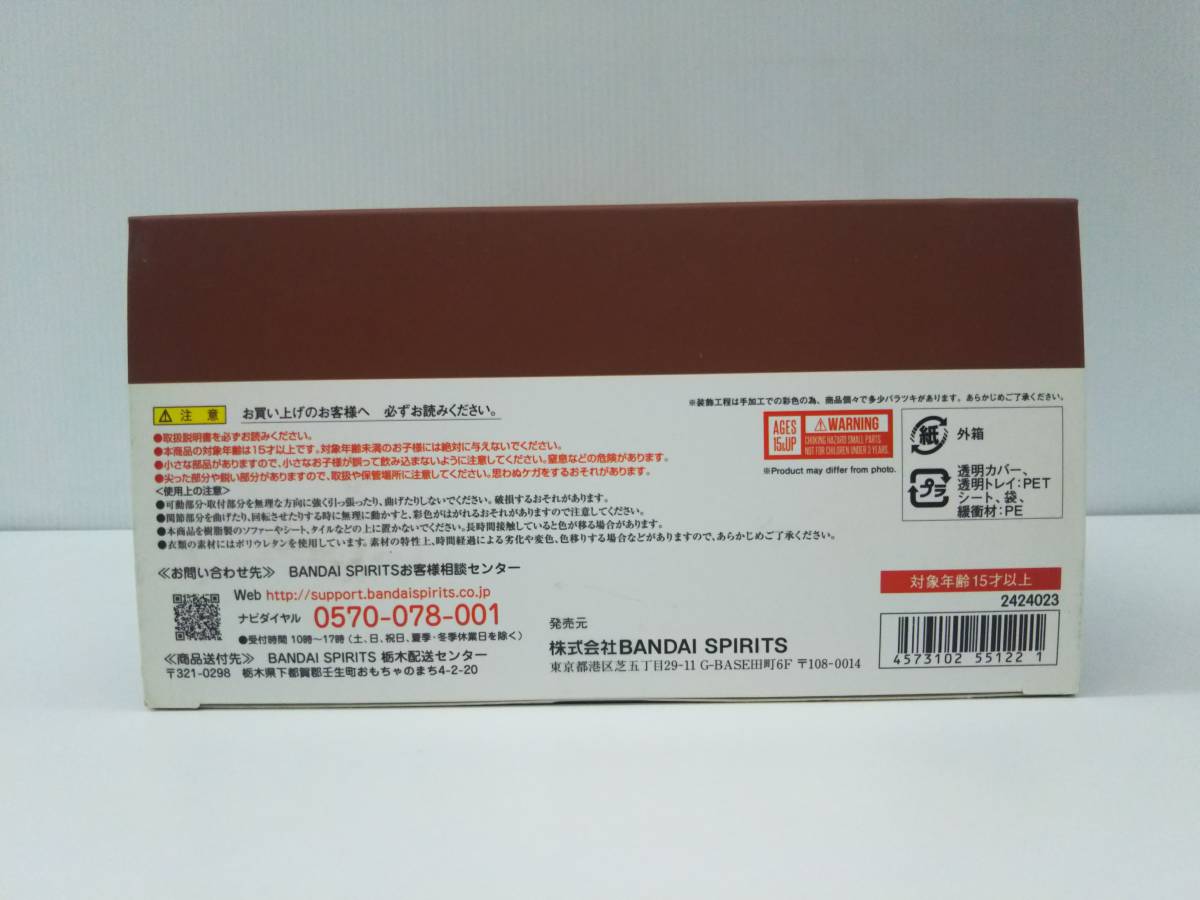 注意 お買い上げのお客様へ 必ずお読みください。
●取扱説明書を必ずお読みください。
●本商品の対象年齢は15才以上です。対象年齢未満のお子様には絶対に与えないでください。
●小さな部品がありますので、小さなお子様が誤って飲み込まないように注意してください。窒息などの危険があります。
●尖った部分や鋭い部分がありますので、取扱や保管場所に注意してください。思わぬケガをするおそれがあります。
<使用上の注意>
●可動部分・取付部分を無理な方向に強く引っ張ったり、曲げたりしないでください。破損するおそれがあります。
●関節部分を曲げたり、回転させたりする時に無理に動かすと、彩色がはがれるおそれがありますので注意してください。
●本商品を樹脂製のソファーやシート、タイルなどの上に置かないでください。長時間接触していると色が移る場合があります。
●衣類の素材にはポリウレタンを使用しています。素材の特性上、時間経過による劣化や変色、色移りする場合などがありますので、あらかじめご了承ください。
≪お問い合わせ先≫ BANDAI SPIRITSお客様相談センター
Web http://support.bandaispirits.co.jp
ナビダイヤル 0570-078-001
●受付時間 10時〜17時 (土、日、祝日、夏季・冬季休業日を除く)
≪商品送付先≫ BANDAI SPIRITS 栃木配送センター
〒321-0298 栃木県下都賀郡壬生町おもちゃのまち4-2-20
発売元
株式会社BANDAI SPIRITS
東京都港区芝五丁目29-11 G-BASE田町6F 〒108-0014
※装飾工程は手加工での彩色の為、商品個々で多少バラツキがあります。あらかじめご了承ください。
AGES
15&UP
WARNING
CHOKING HAZARD SMALL PARTS
NOT FOR CHILDREN UNDER 3 YEARS
※Product may differ from photo.
紙 外箱
プラ
透明カバー、
透明トレイ:PET
シート、袋、
緩衝材:PE
対象年齢15才以上
2424023
4573102 55122 1